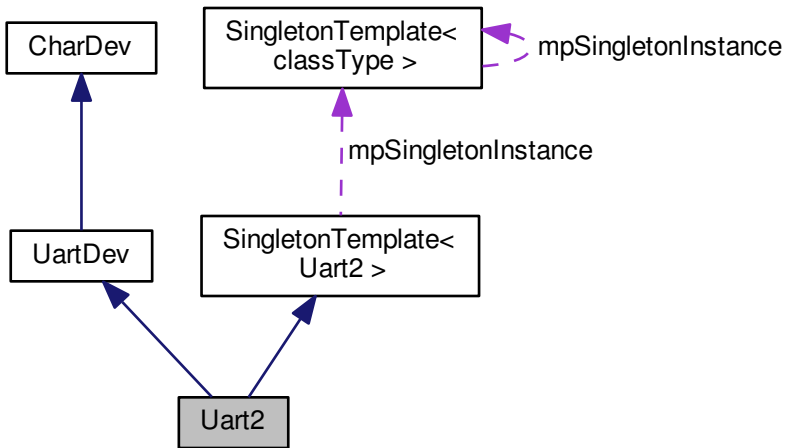 CharDev
SingletonTemplate<
classType >
mpSingletonInstance
mpSingletonInstance
UartDev
SingletonTemplate<
Uart2 >
Uart2